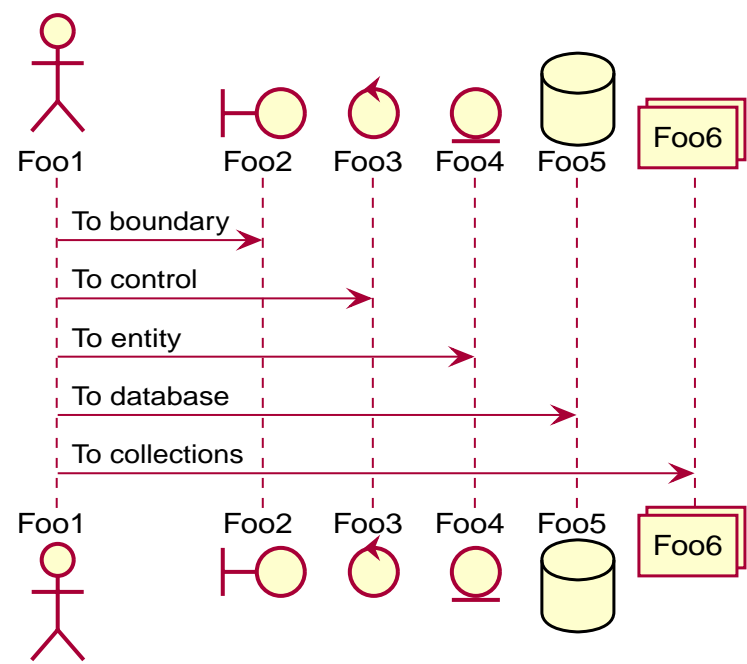 Foo1 Foo2 Foo3 Foo4 Foo5 Foo6
To boundary
To control
To entity
To database
To collections
Foo1 Foo2 Foo3 Foo4 Foo5 Foo6